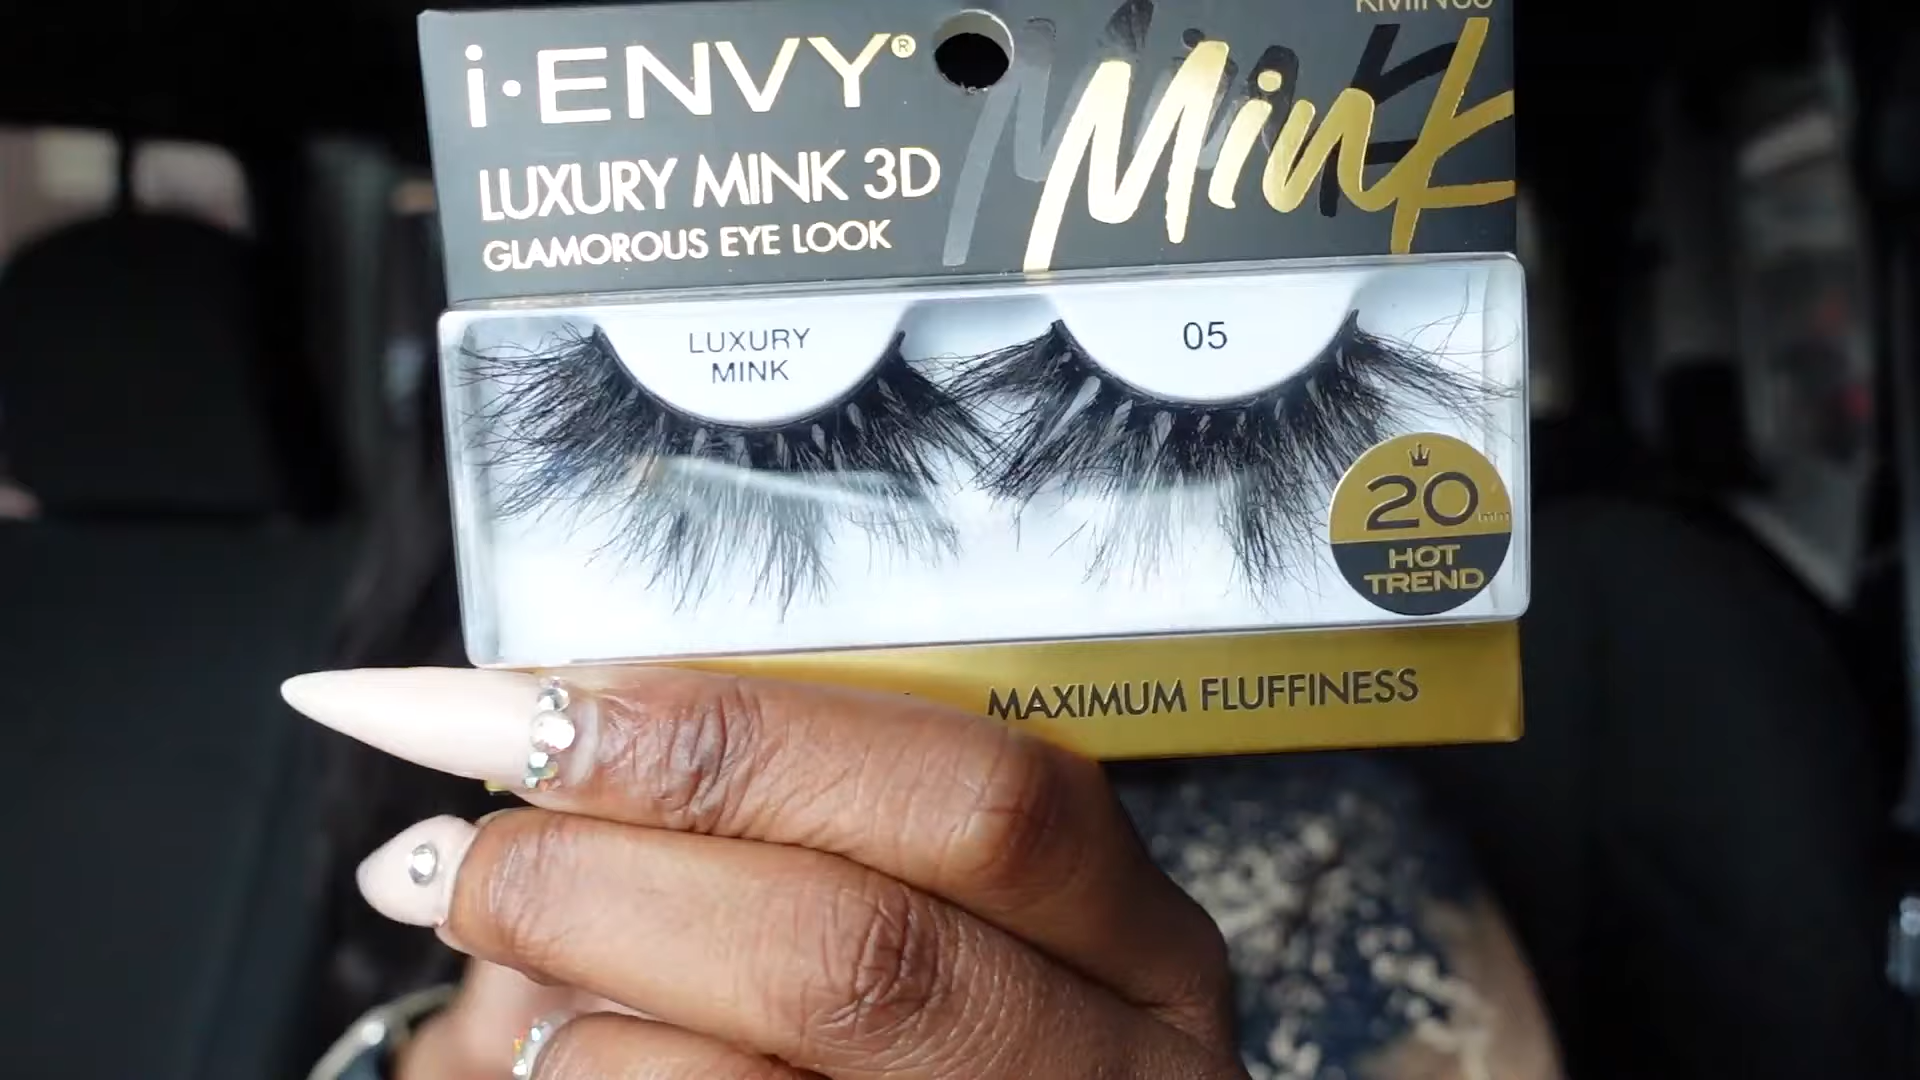 i·ENVY®
Mink
LUXURY MINK 3D
GLAMOROUS EYE LOOK
LUXURY
MINK
05
20mm
HOT
TREND
MAXIMUM FLUFFINESS